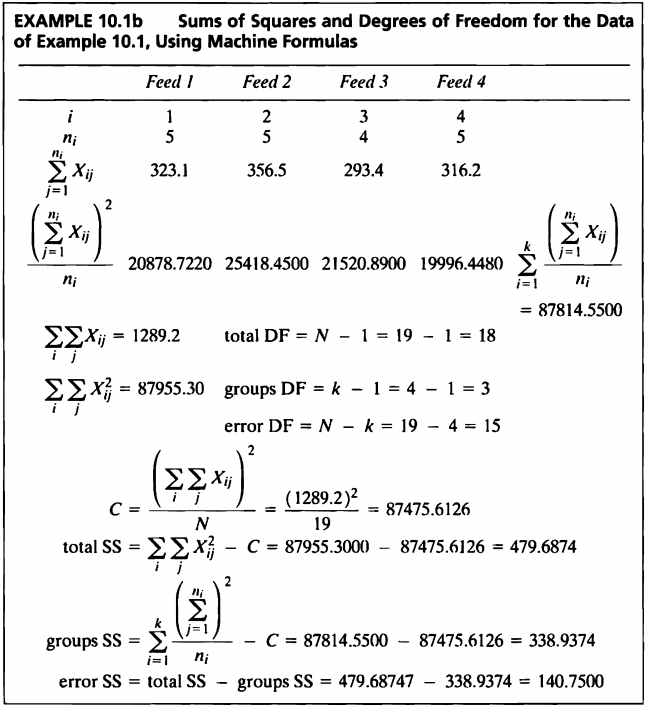 EXAMPLE 10.1b Sums of Squares and Degrees of Freedom for the Data
of Example 10.1, Using Machine Formulas
Feed 1 Feed 2 Feed 3 Feed 4
i 1 2 3 4
n_i 5 5 4 5
\sum_{j=1}^{n_i} X_{ij} 323.1 356.5 293.4 316.2
\frac{\left(\sum_{j=1}^{n_i} X_{ij}\right)^2}{n_i} 20878.7220 25418.4500 21520.8900 19996.4480 \sum_{i=1}^{k} \frac{\left(\sum_{j=1}^{n_i} X_{ij}\right)}{n_i}
= 87814.5500
\sum_i \sum_j X_{ij} = 1289.2 total DF = N − 1 = 19 − 1 = 18
\sum_i \sum_j X_{ij}^2 = 87955.30 groups DF = k − 1 = 4 − 1 = 3
error DF = N − k = 19 − 4 = 15
C = \frac{\left(\sum_i \sum_j X_{ij}\right)^2}{N} = \frac{(1289.2)^2}{19} = 87475.6126
total SS = \sum_i \sum_j X_{ij}^2 − C = 87955.3000 − 87475.6126 = 479.6874
groups SS = \sum_{i=1}^{k} \frac{\left(\sum_{j=1}^{n_i}\right)^2}{n_i} − C = 87814.5500 − 87475.6126 = 338.9374
error SS = total SS − groups SS = 479.68747 − 338.9374 = 140.7500